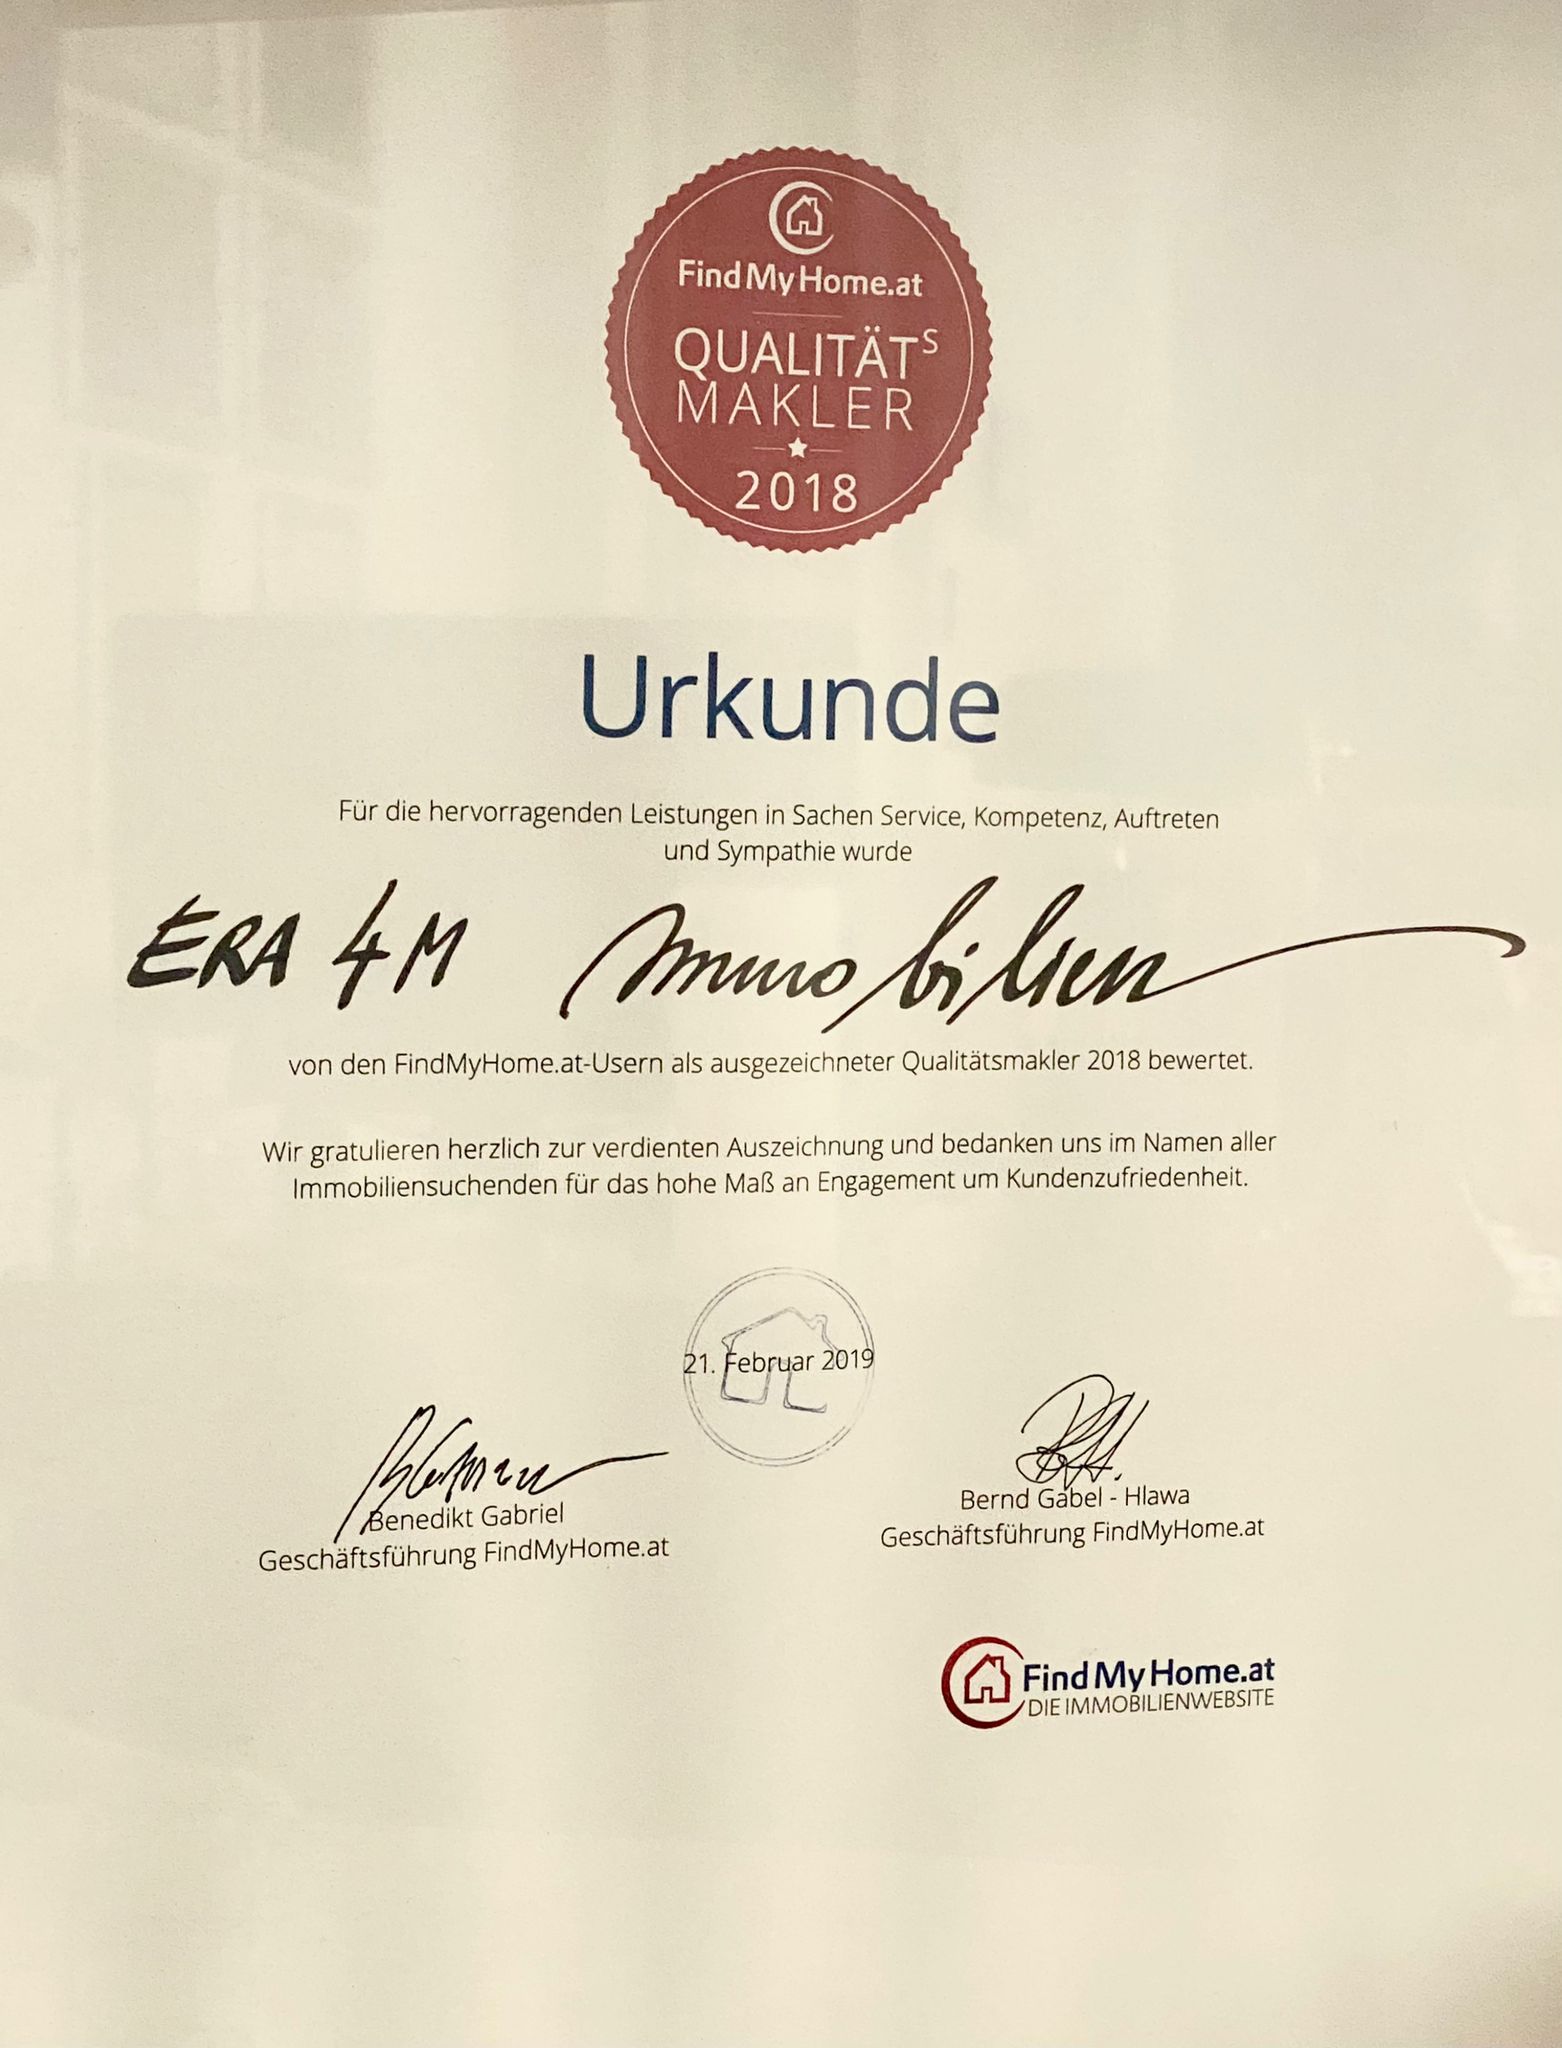 FindMyHome.at
QUALITÄTS
MAKLER
2018
Urkunde
Für die hervorragenden Leistungen in Sachen Service, Kompetenz, Auftreten
und Sympathie wurde
ERA 4M Immobilien
von den FindMyHome.at-Usern als ausgezeichneter Qualitätsmakler 2018 bewertet.
Wir gratulieren herzlich zur verdienten Auszeichnung und bedanken uns im Namen aller
Immobiliensuchenden für das hohe Maß an Engagement um Kundenzufriedenheit.
21. Februar 2019
Benedikt Gabriel
Geschäftsführung FindMyHome.at
Bernd Gabel - Hlawa
Geschäftsführung FindMyHome.at
FindMyHome.at
DIE IMMOBILIENWEBSITE